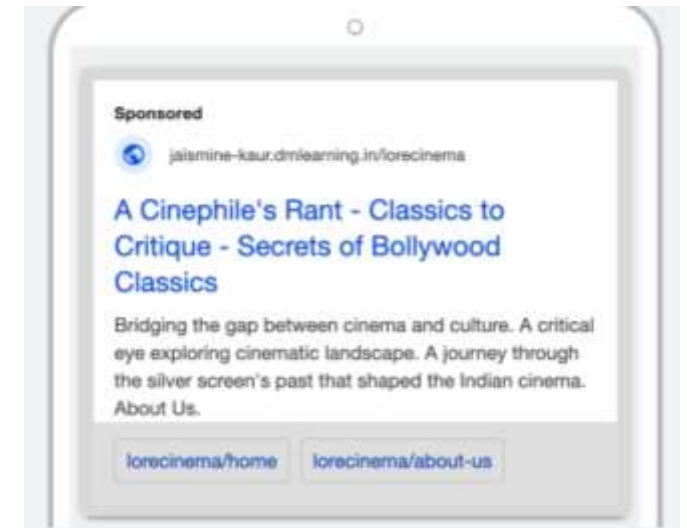 Sponsored
jaismine-kaur.dmlearning.in/lorecinema
A Cinephile's Rant - Classics to
Critique - Secrets of Bollywood
Classics
Bridging the gap between cinema and culture. A critical
eye exploring cinematic landscape. A journey through
the silver screen's past that shaped the Indian cinema.
About Us.
lorecinema/home lorecinema/about-us